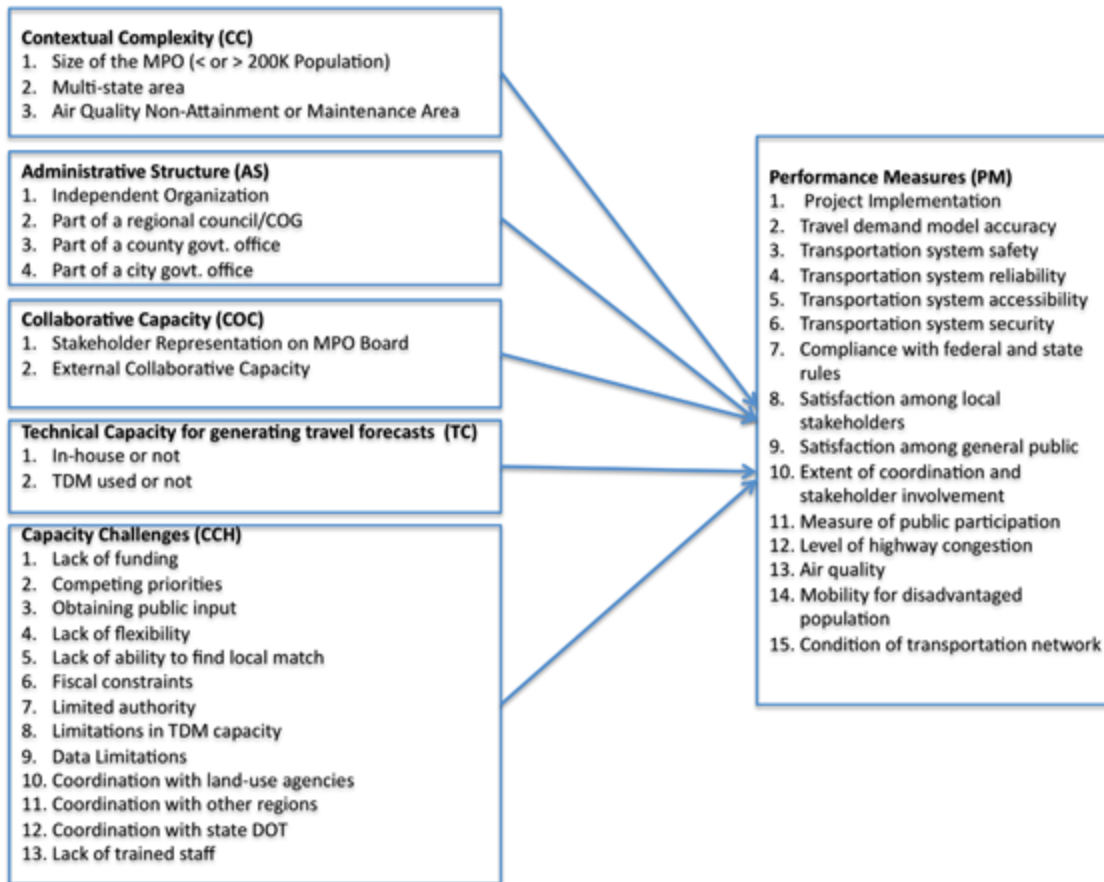 Contextual Complexity (CC)
1. Size of the MPO (< or > 200K Population)
2. Multi-state area
3. Air Quality Non-Attainment or Maintenance Area
Administrative Structure (AS)
1. Independent Organization
2. Part of a regional council/COG
3. Part of a county govt. office
4. Part of a city govt. office
Collaborative Capacity (COC)
1. Stakeholder Representation on MPO Board
2. External Collaborative Capacity
Technical Capacity for generating travel forecasts (TC)
1. In-house or not
2. TDM used or not
Capacity Challenges (CCH)
1. Lack of funding
2. Competing priorities
3. Obtaining public input
4. Lack of flexibility
5. Lack of ability to find local match
6. Fiscal constraints
7. Limited authority
8. Limitations in TDM capacity
9. Data Limitations
10. Coordination with land-use agencies
11. Coordination with other regions
12. Coordination with state DOT
13. Lack of trained staff
Performance Measures (PM)
1. Project Implementation
2. Travel demand model accuracy
3. Transportation system safety
4. Transportation system reliability
5. Transportation system accessibility
6. Transportation system security
7. Compliance with federal and state
rules
8. Satisfaction among local
stakeholders
9. Satisfaction among general public
10. Extent of coordination and
stakeholder involvement
11. Measure of public participation
12. Level of highway congestion
13. Air quality
14. Mobility for disadvantaged
population
15. Condition of transportation network